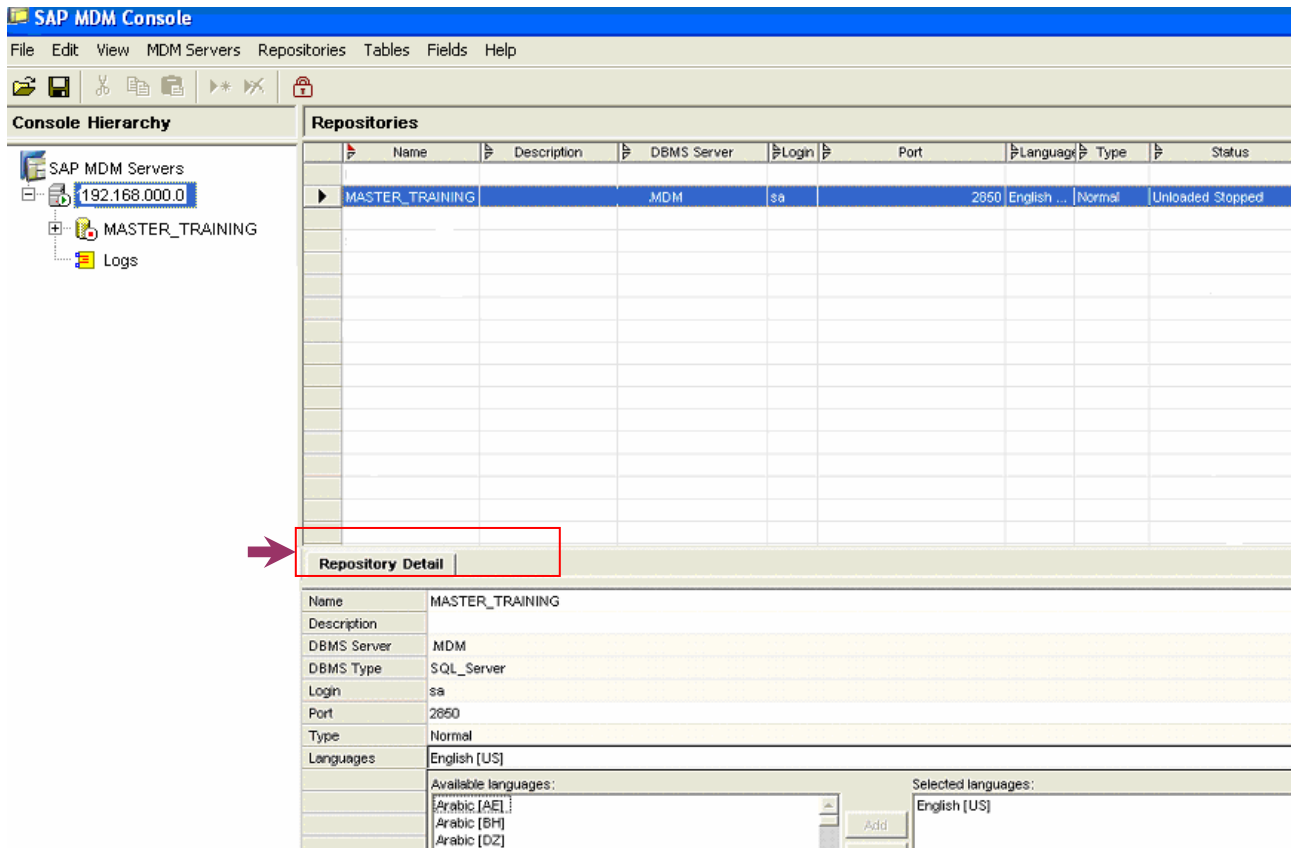 SAP MDM Console
File Edit View MDM Servers Repositories Tables Fields Help
Console Hierarchy
SAP MDM Servers
192.168.000.0
MASTER_TRAINING
Logs
Repositories
Name Description DBMS Server Login Port Language Type Status
MASTER_TRAINING MDM sa 2850 English ... Normal Unloaded Stopped
Repository Detail
Name MASTER_TRAINING
Description
DBMS Server MDM
DBMS Type SQL_Server
Login sa
Port 2850
Type Normal
Languages English [US]
Available languages: Selected languages:
Arabic [AE] English [US]
Arabic [BH] Add
Arabic [DZ]